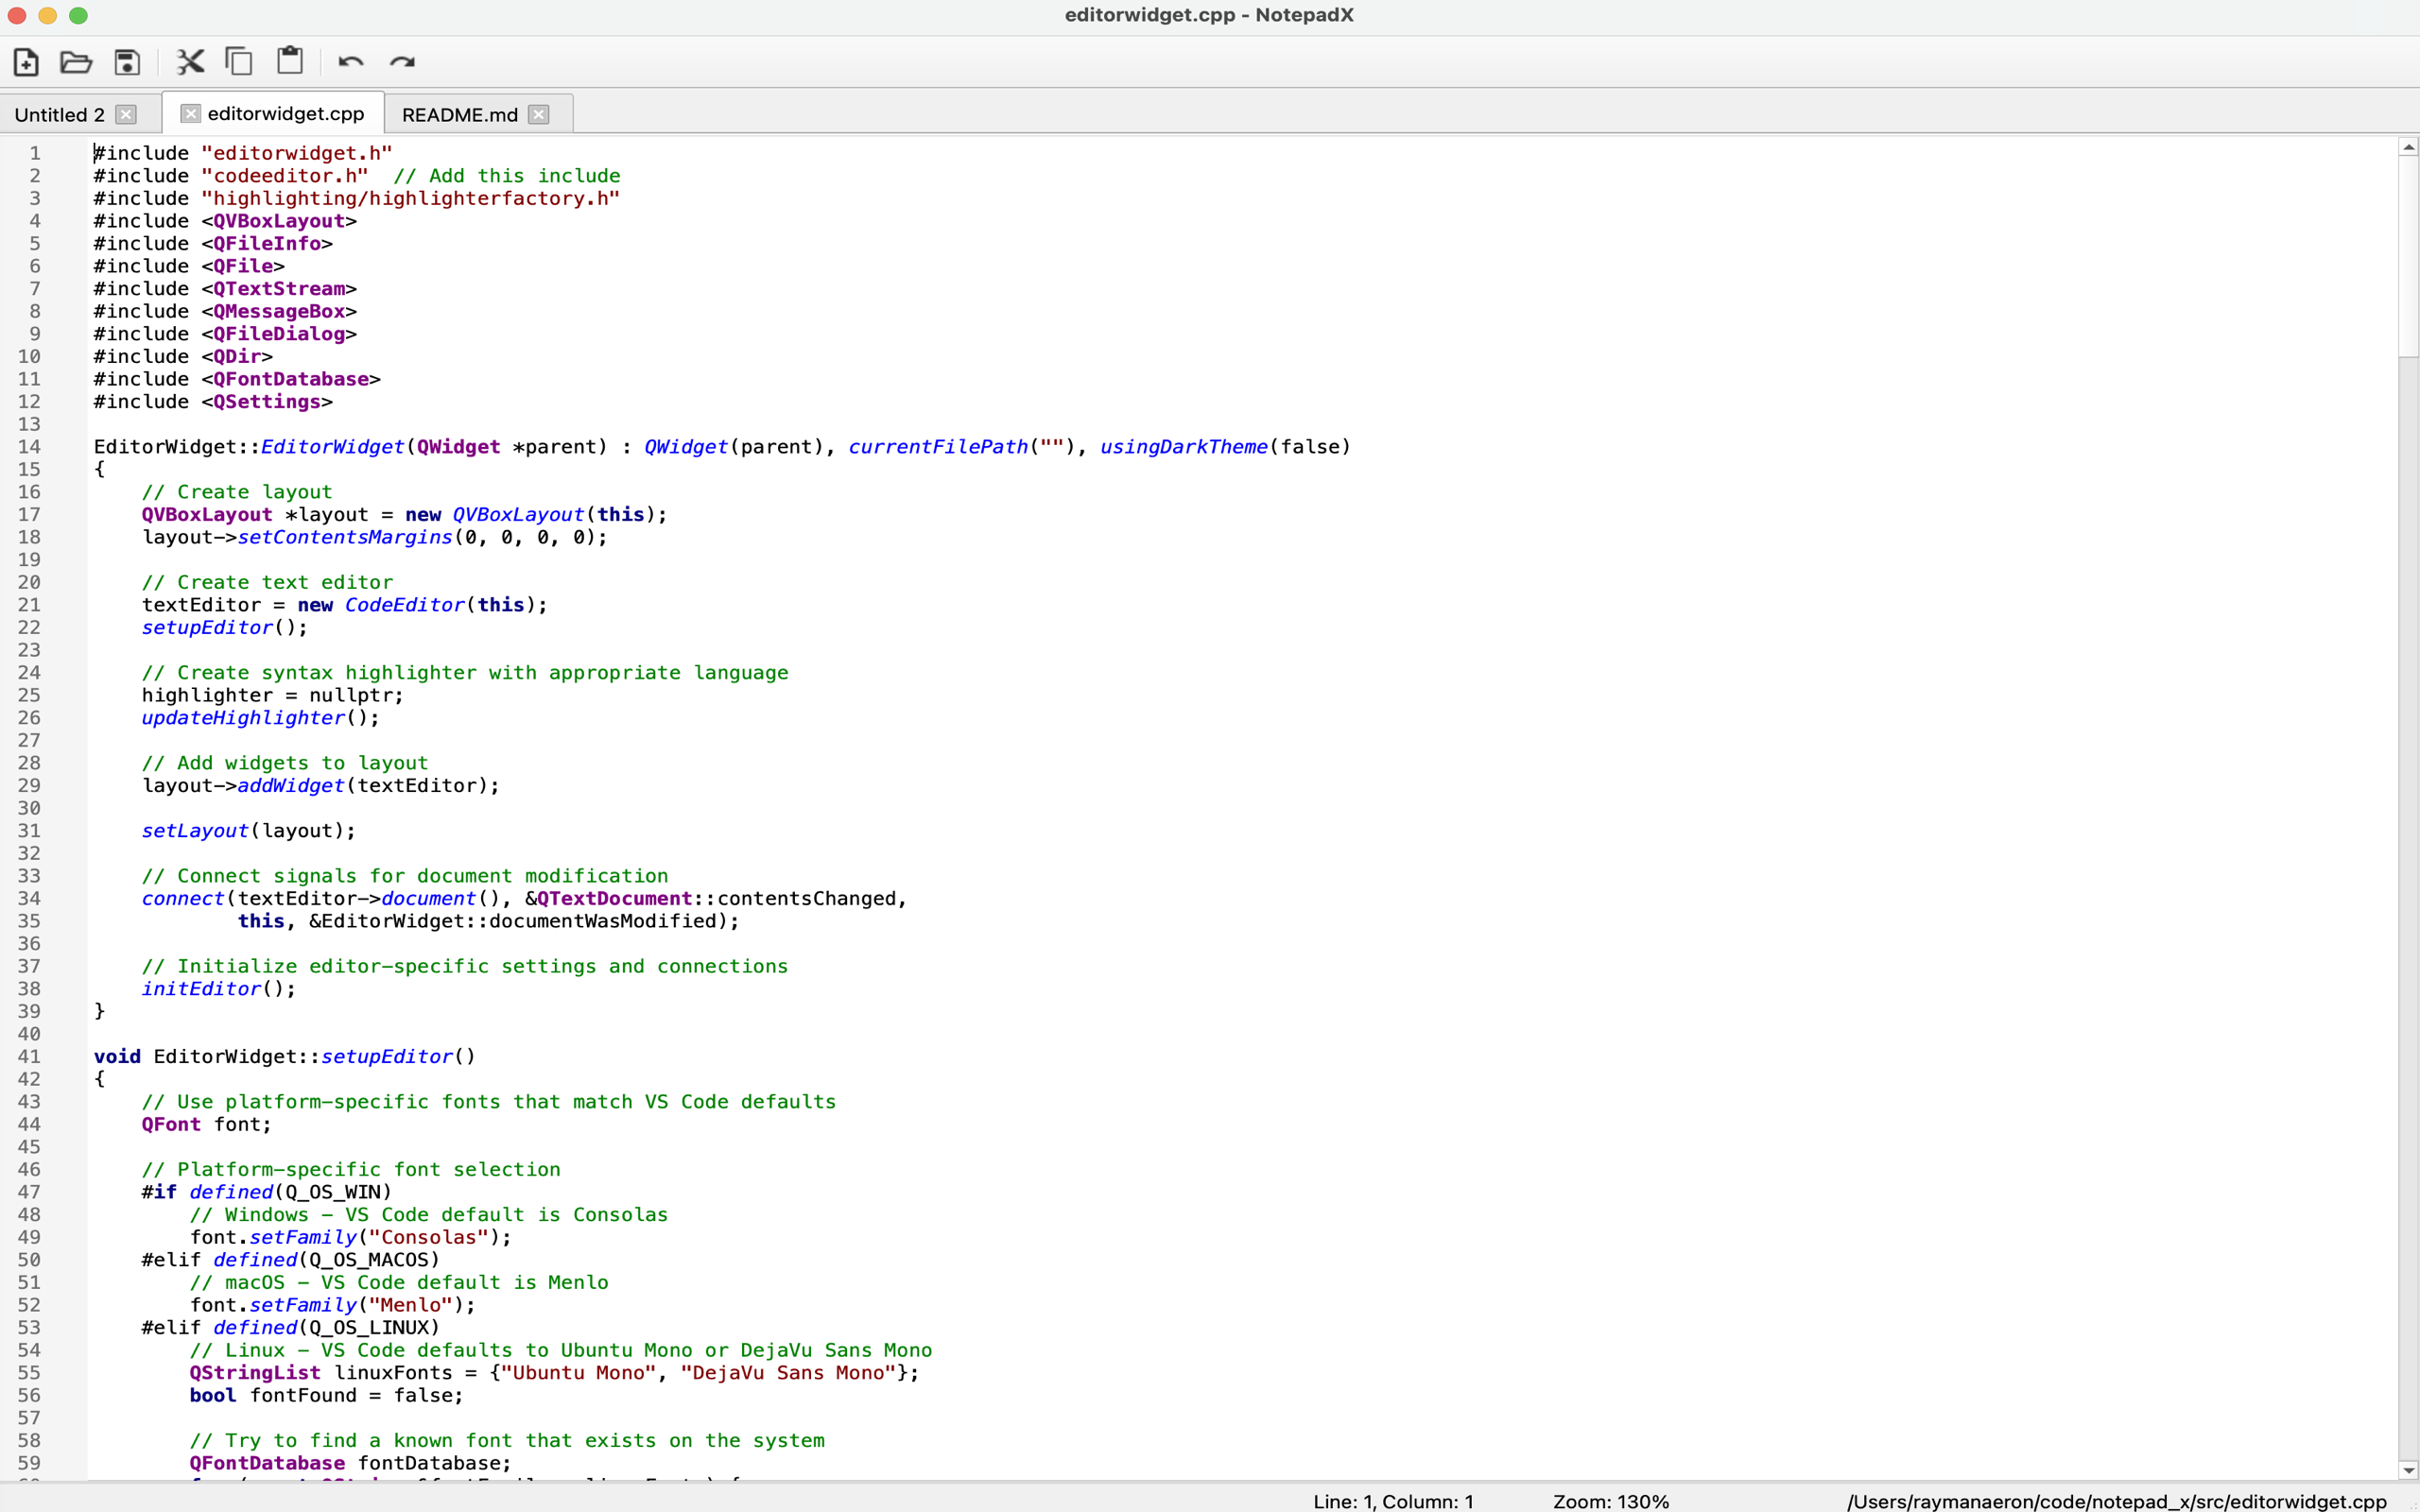 editorwidget.cpp - NotepadX
Untitled 2
editorwidget.cpp
README.md
1 #include "editorwidget.h"
2 #include "codeeditor.h"  // Add this include
3 #include "highlighting/highlighterfactory.h"
4 #include <QVBoxLayout>
5 #include <QFileInfo>
6 #include <QFile>
7 #include <QTextStream>
8 #include <QMessageBox>
9 #include <QFileDialog>
10 #include <QDir>
11 #include <QFontDatabase>
12 #include <QSettings>
13
14 EditorWidget::EditorWidget(QWidget *parent) : QWidget(parent), currentFilePath(""), usingDarkTheme(false)
15 {
16     // Create layout
17     QVBoxLayout *layout = new QVBoxLayout(this);
18     layout->setContentsMargins(0, 0, 0, 0);
19
20     // Create text editor
21     textEditor = new CodeEditor(this);
22     setupEditor();
23
24     // Create syntax highlighter with appropriate language
25     highlighter = nullptr;
26     updateHighlighter();
27
28     // Add widgets to layout
29     layout->addWidget(textEditor);
30
31     setLayout(layout);
32
33     // Connect signals for document modification
34     connect(textEditor->document(), &QTextDocument::contentsChanged,
35             this, &EditorWidget::documentWasModified);
36
37     // Initialize editor-specific settings and connections
38     initEditor();
39 }
40
41 void EditorWidget::setupEditor()
42 {
43     // Use platform-specific fonts that match VS Code defaults
44     QFont font;
45
46     // Platform-specific font selection
47     #if defined(Q_OS_WIN)
48         // Windows - VS Code default is Consolas
49         font.setFamily("Consolas");
50     #elif defined(Q_OS_MACOS)
51         // macOS - VS Code default is Menlo
52         font.setFamily("Menlo");
53     #elif defined(Q_OS_LINUX)
54         // Linux - VS Code defaults to Ubuntu Mono or DejaVu Sans Mono
55         QStringList linuxFonts = {"Ubuntu Mono", "DejaVu Sans Mono"};
56         bool fontFound = false;
57
58         // Try to find a known font that exists on the system
59         QFontDatabase fontDatabase;
Line: 1, Column: 1
Zoom: 130%
/Users/raymanaeron/code/notepad_x/src/editorwidget.cpp